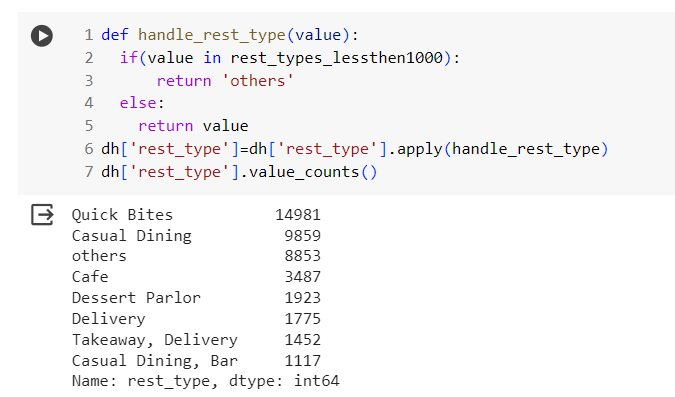 1 def handle_rest_type(value):
2   if(value in rest_types_lessthen1000):
3       return 'others'
4   else:
5     return value
6 dh['rest_type']=dh['rest_type'].apply(handle_rest_type)
7 dh['rest_type'].value_counts()
Quick Bites           14981
Casual Dining          9859
others                 8853
Cafe                   3487
Dessert Parlor         1923
Delivery               1775
Takeaway, Delivery     1452
Casual Dining, Bar     1117
Name: rest_type, dtype: int64